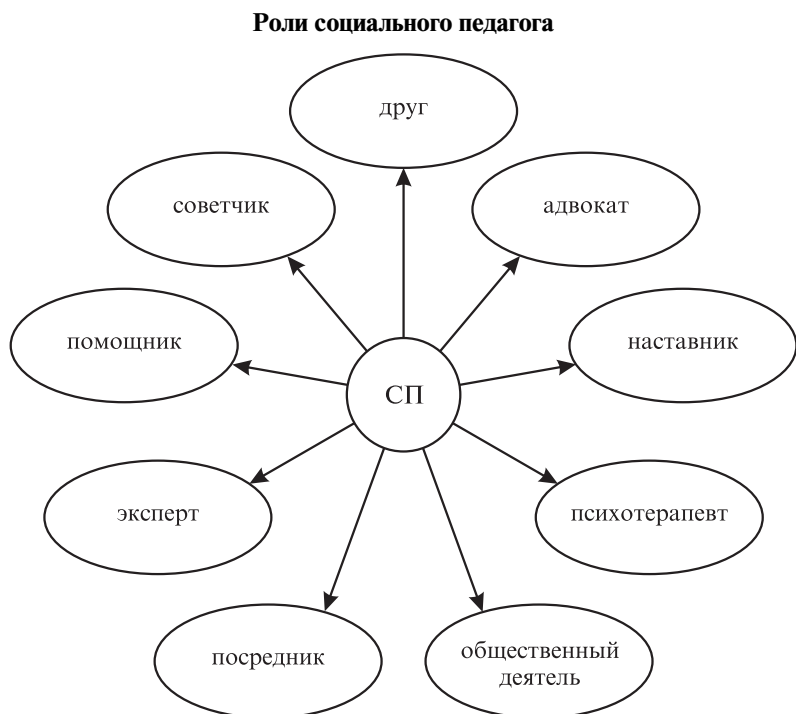 Роли социального педагога
друг
советчик
адвокат
помощник
наставник
СП
эксперт
психотерапевт
посредник
общественный
деятель